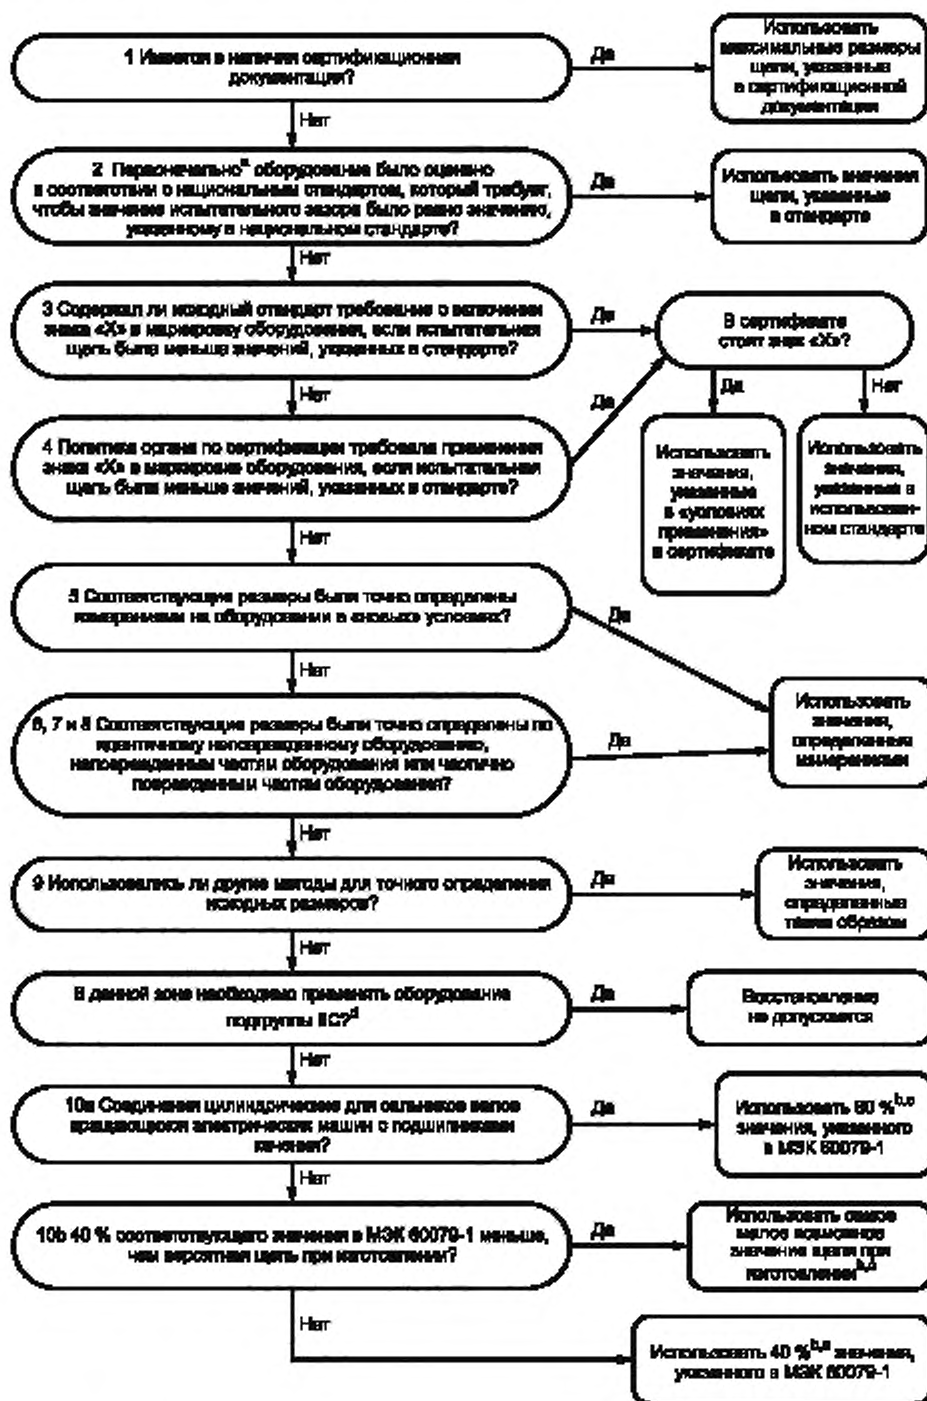 1 Имеется в наличии сертификационная
документация?
Да
Использовать
максимальные размеры
щели, указанные
в сертификационной
документации
Нет
2 Первоначально^a оборудование было оценено
в соответствии с национальным стандартом, который требует,
чтобы значение испытательного зазора было равно значению,
указанному в национальном стандарте?
Да
Использовать значения
щели, указанные
в стандарте
Нет
3 Содержал ли исходный стандарт требование о включении
знака «X» в маркировку оборудования, если испытательная
щель была меньше значений, указанных в стандарте?
Да
В сертификате
стоит знак «X»?
Нет
Да
Да
Нет
4 Политика органа по сертификации требовала применения
знака «X» в маркировке оборудования, если испытательная
щель была меньше значений, указанных в стандарте?
Использовать
значения,
указанные
в «условиях
применения»
в сертификате
Использовать
значения,
указанные в
использован-
ном стандарте
Нет
5 Соответствующие размеры были точно определены
измерениями на оборудовании в «новых» условиях?
Да
Нет
6, 7 и 8 Соответствующие размеры были точно определены по
идентичному неповрежденному оборудованию,
неповрежденным частям оборудования или частично
поврежденным частям оборудования?
Да
Использовать
значения,
определенные
измерениями
Нет
9 Использовались ли другие методы для точного определения
исходных размеров?
Да
Использовать
значения,
определенные
таким образом
Нет
В данной зоне необходимо применять оборудование
подгруппы IIC?^d
Да
Восстановление
не допускается
Нет
10a Соединения цилиндрические для сальников валов
вращающихся электрических машин с подшипниками
качения?
Да
Использовать 80 %^b,c
значения, указанного
в МЭК 60079-1
Нет
10b 40 % соответствующего значения в МЭК 60079-1 меньше,
чем вероятная щель при изготовлении?
Да
Использовать самое
малое возможное
значение щели при
изготовлении^b,c
Нет
Использовать 40 %^b,c значения,
указанного в МЭК 60079-1